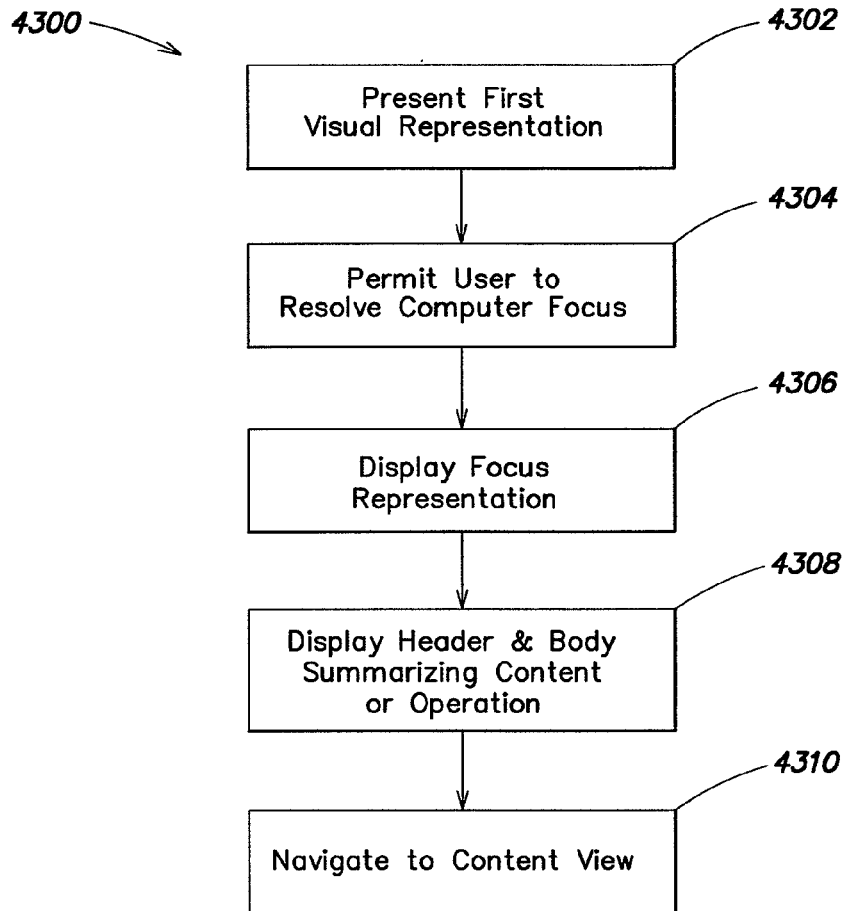 4300
4302
Present First
Visual Representation
4304
Permit User to
Resolve Computer Focus
4306
Display Focus
Representation
4308
Display Header & Body
Summarizing Content
or Operation
4310
Navigate to Content View